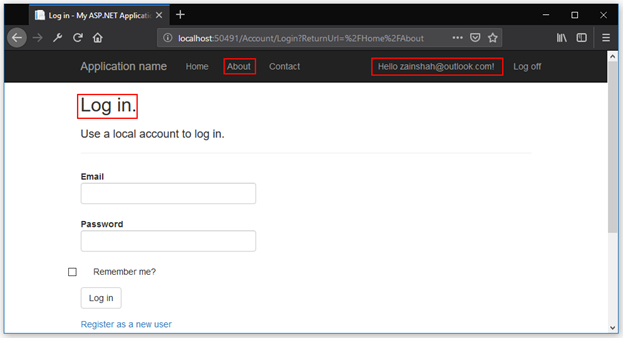 Log in - My ASP.NET Applicatio
localhost:50491/Account/Login?ReturnUrl=%2FHome%2FAbout
Application name Home About Contact Hello zainshah@outlook.com! Log off
Log in.
Use a local account to log in.
Email
Password
Remember me?
Log in
Register as a new user